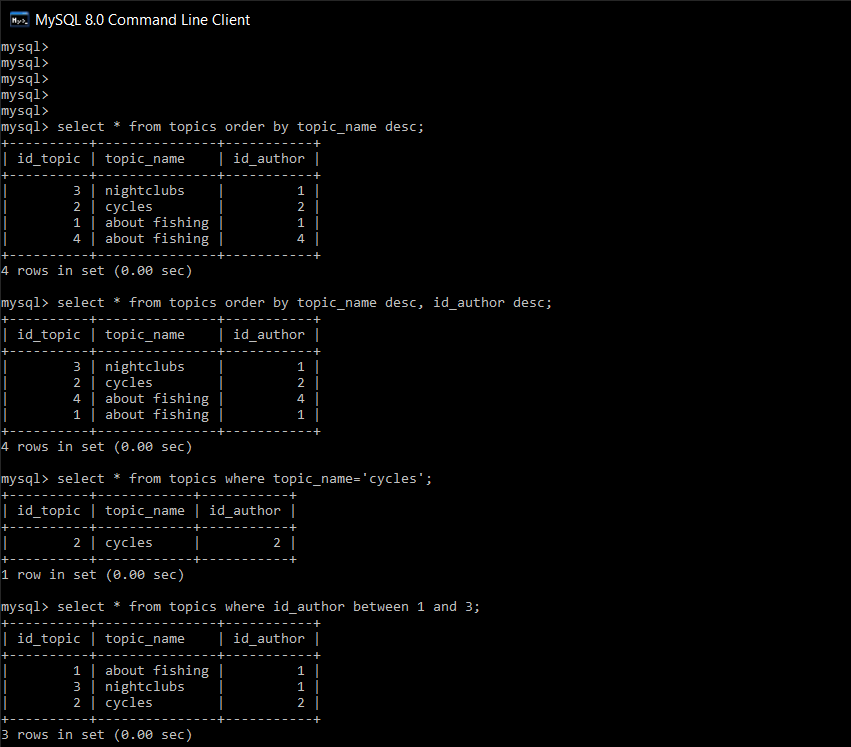 MySQL 8.0 Command Line Client
mysql>
mysql>
mysql>
mysql>
mysql>
mysql> select * from topics order by topic_name desc;
+----------+---------------+-----------+
| id_topic | topic_name    | id_author |
+----------+---------------+-----------+
|        3 | nightclubs    |         1 |
|        2 | cycles        |         2 |
|        1 | about fishing |         1 |
|        4 | about fishing |         4 |
+----------+---------------+-----------+
4 rows in set (0.00 sec)
mysql> select * from topics order by topic_name desc, id_author desc;
+----------+---------------+-----------+
| id_topic | topic_name    | id_author |
+----------+---------------+-----------+
|        3 | nightclubs    |         1 |
|        2 | cycles        |         2 |
|        4 | about fishing |         4 |
|        1 | about fishing |         1 |
+----------+---------------+-----------+
4 rows in set (0.00 sec)
mysql> select * from topics where topic_name='cycles';
+----------+------------+-----------+
| id_topic | topic_name | id_author |
+----------+------------+-----------+
|        2 | cycles     |         2 |
+----------+------------+-----------+
1 row in set (0.00 sec)
mysql> select * from topics where id_author between 1 and 3;
+----------+---------------+-----------+
| id_topic | topic_name    | id_author |
+----------+---------------+-----------+
|        1 | about fishing |         1 |
|        3 | nightclubs    |         1 |
|        2 | cycles        |         2 |
+----------+---------------+-----------+
3 rows in set (0.00 sec)